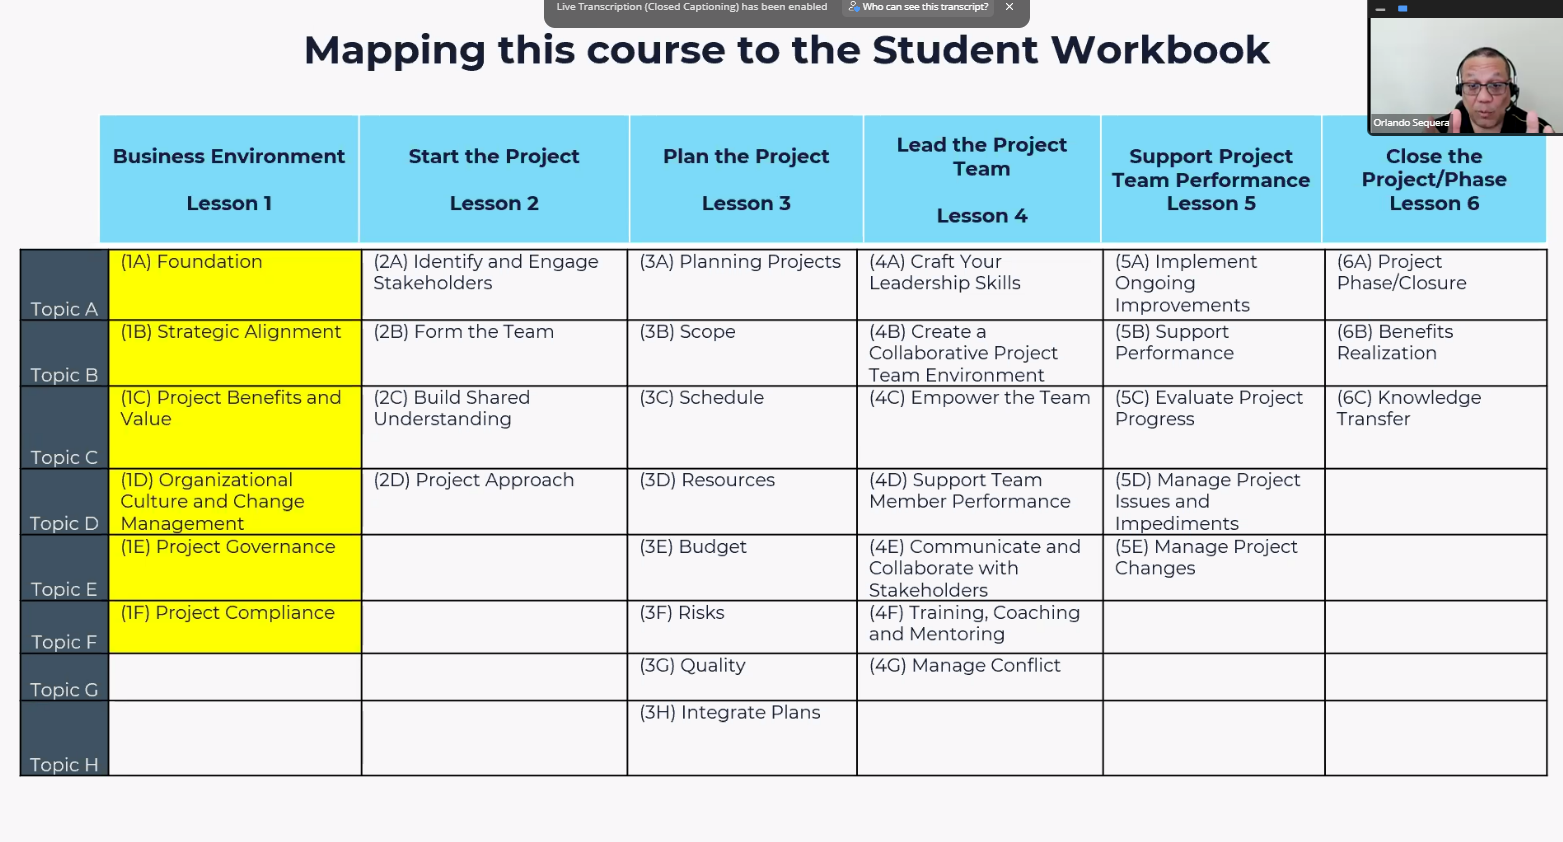 Live Transcription (Closed Captioning) has been enabled
Who can see this transcript?
Mapping this course to the Student Workbook
Orlando Sequera
Business Environment
Lesson 1
Start the Project
Lesson 2
Plan the Project
Lesson 3
Lead the Project
Team
Lesson 4
Support Project
Team Performance
Lesson 5
Close the
Project/Phase
Lesson 6
Topic A
(1A) Foundation
(2A) Identify and Engage
Stakeholders
(3A) Planning Projects
(4A) Craft Your
Leadership Skills
(5A) Implement
Ongoing
Improvements
(6A) Project
Phase/Closure
Topic B
(1B) Strategic Alignment
(2B) Form the Team
(3B) Scope
(4B) Create a
Collaborative Project
Team Environment
(5B) Support
Performance
(6B) Benefits
Realization
Topic C
(1C) Project Benefits and
Value
(2C) Build Shared
Understanding
(3C) Schedule
(4C) Empower the Team
(5C) Evaluate Project
Progress
(6C) Knowledge
Transfer
Topic D
(1D) Organizational
Culture and Change
Management
(2D) Project Approach
(3D) Resources
(4D) Support Team
Member Performance
(5D) Manage Project
Issues and
Impediments
Topic E
(1E) Project Governance
(3E) Budget
(4E) Communicate and
Collaborate with
Stakeholders
(5E) Manage Project
Changes
Topic F
(1F) Project Compliance
(3F) Risks
(4F) Training, Coaching
and Mentoring
Topic G
(3G) Quality
(4G) Manage Conflict
Topic H
(3H) Integrate Plans